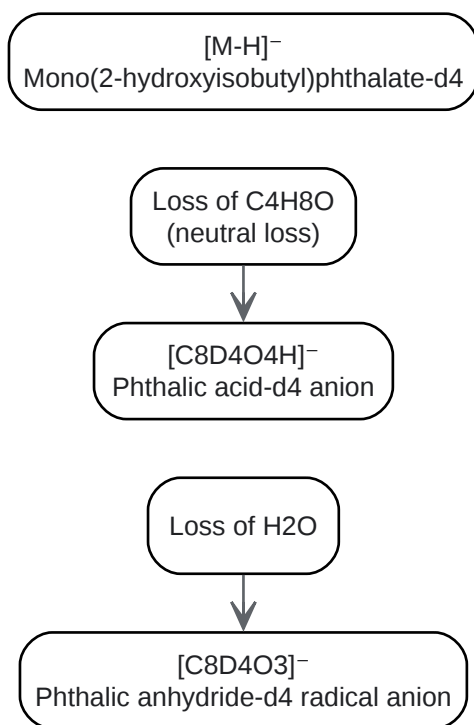 [M-H]⁻
Mono(2-hydroxyisobutyl)phthalate-d4
Loss of C4H8O
(neutral loss)
[C8D4O4H]⁻
Phthalic acid-d4 anion
Loss of H2O
[C8D4O3]⁻
Phthalic anhydride-d4 radical anion